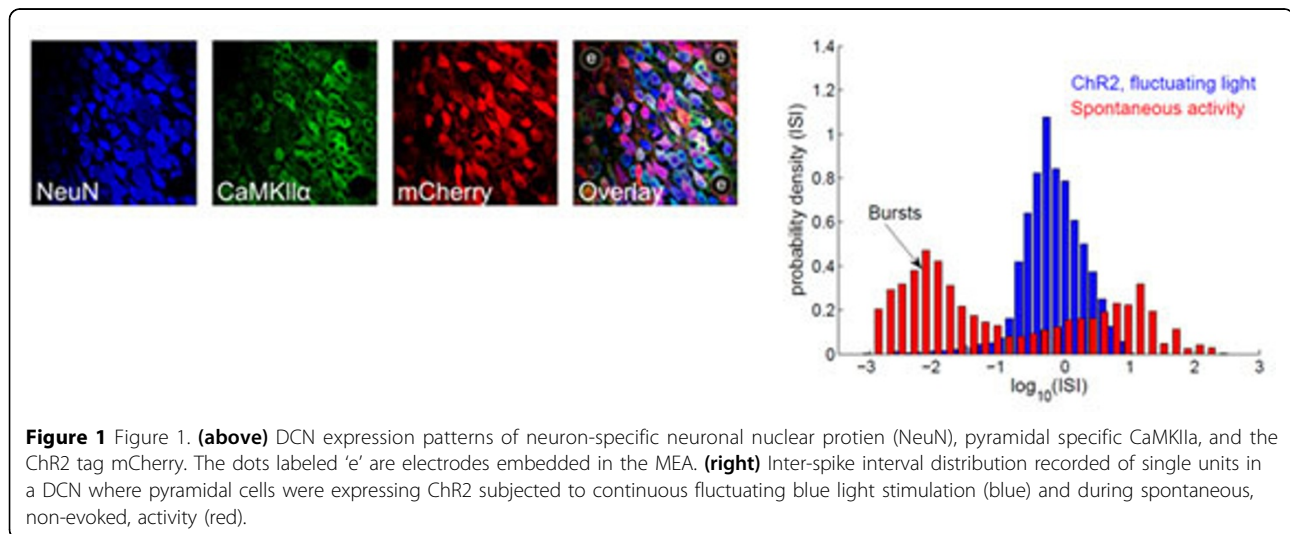 NeuN
CaMKIIα
mCherry
e
e
e
Overlay
1.4
1.2
1
0.8
0.6
0.4
0.2
0
probability density (ISI)
ChR2, fluctuating light
Spontaneous activity
Bursts
−3
−2
−1
0
1
2
3
log10(ISI)
Figure 1 Figure 1. (above) DCN expression patterns of neuron-specific neuronal nuclear protien (NeuN), pyramidal specific CaMKIIa, and the
ChR2 tag mCherry. The dots labeled ‘e’ are electrodes embedded in the MEA. (right) Inter-spike interval distribution recorded of single units in
a DCN where pyramidal cells were expressing ChR2 subjected to continuous fluctuating blue light stimulation (blue) and during spontaneous,
non-evoked, activity (red).